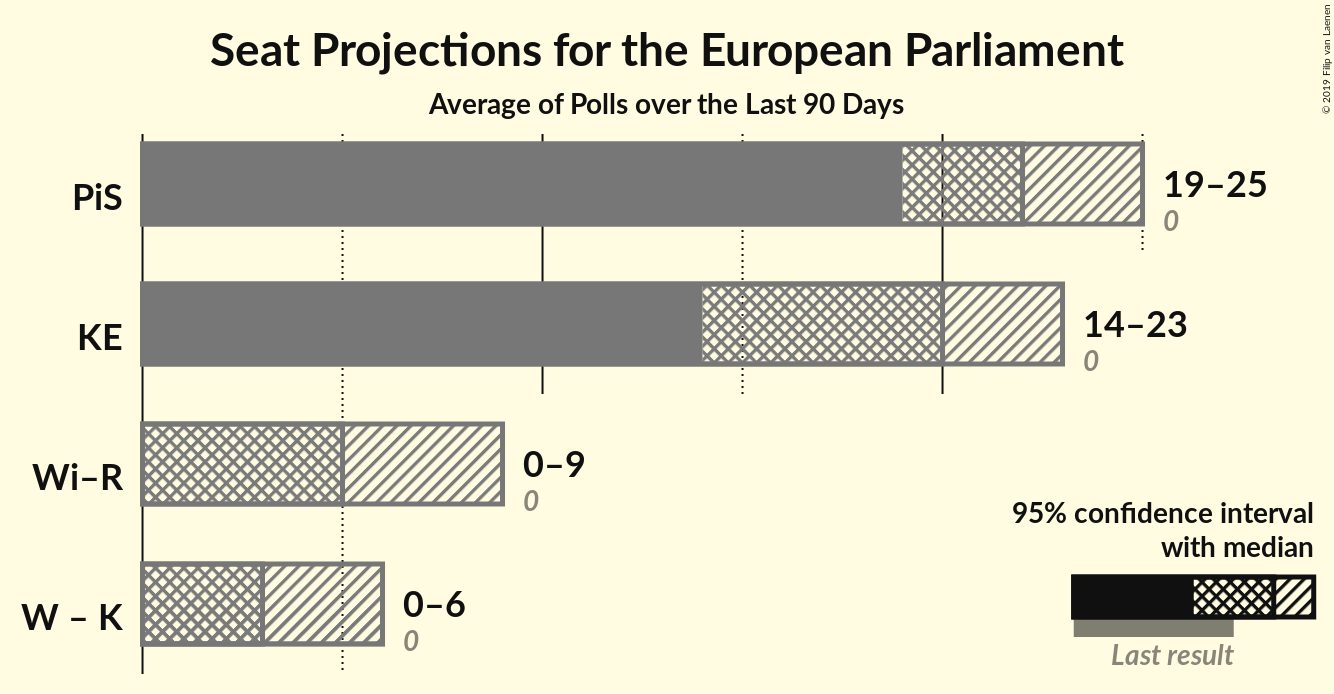 Seat Projections for the European Parliament
Average of Polls over the Last 90 Days
© 2019 Filip van Laenen
PiS
19–25
0
KE
14–23
0
Wi–R
0–9
0
W – K
0–6
0
95% confidence interval
with median
Last result